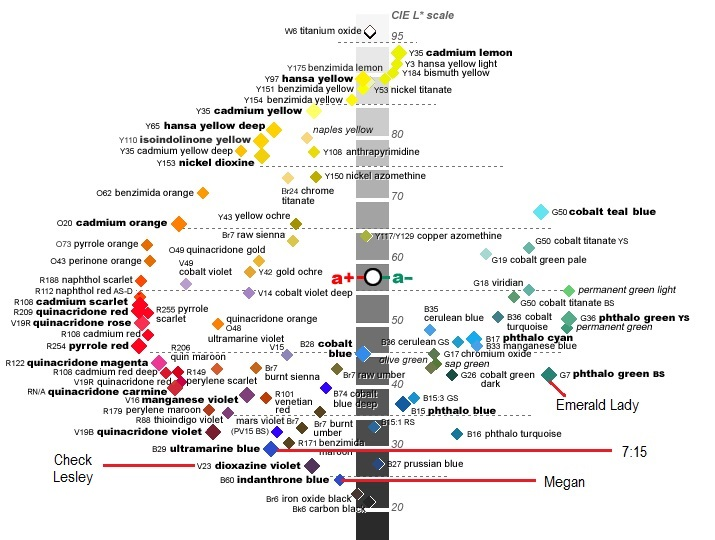 CIE L* scale
W6 titanium oxide
95
Y35 cadmium lemon
Y3 hansa yellow light
Y175 benzimida lemon
Y184 bismuth yellow
Y97 hansa yellow
Y151 benzimida yellow
Y53 nickel titanate
Y154 benzimida yellow
Y35 cadmium yellow
Y65 hansa yellow deep
naples yellow
80
Y110 isoindolinone yellow
Y35 cadmium yellow deep
Y108 anthrapyrimidine
Y153 nickel dioxine
Y150 nickel azomethine
O62 benzimida orange
Br24 chrome
titanate
70
G50 cobalt teal blue
Y43 yellow ochre
O20 cadmium orange
Br7 raw sienna
Y117/Y129 copper azomethine
O73 pyrrole orange
O49 quinacridone gold
G50 cobalt titanate YS
60
G19 cobalt green pale
O43 perinone orange
V49
cobalt violet
Y42 gold ochre
a+
a-
R188 naphthol scarlet
G18 viridian
permanent green light
R112 naphthol red AS-D
V14 cobalt violet deep
G50 cobalt titanate BS
R108 cadmium scarlet
R209 quinacridone red
R255 pyrrole
scarlet
B36 cobalt
turquoise
G36 phthalo green YS
V19R quinacridone rose
quinacridone orange
O48
B35
cerulean blue
50
permanent green
R108 cadmium red
ultramarine violet
V15
B28 cobalt
blue
B36 cerulean GS
B17 phthalo cyan
B33 manganese blue
R254 pyrrole red
R206
quin maroon
olive green
G17 chromium oxide
sap green
R122 quinacridone magenta
R108 cadmium red deep
R149
perylene scarlet
Br7
burnt sienna
Br7 raw umber
G26 cobalt green
dark
G7 phthalo green BS
V19R quinacridone red
40
RN/A quinacridone carmine
V16 manganese violet
R101
venetian
red
B74 cobalt
blue deep
B15:3 GS
B15 phthalo blue
Emerald Lady
R179 perylene maroon
R88 thioindigo violet
mars violet
(PV15 BS)
Br7
Br7 burnt
umber
B15:1 RS
V19B quinacridone violet
R171 benzimida
maroon
B16 phthalo turquoise
30
B29 ultramarine blue
7:15
Check
Lesley
V23 dioxazine violet
B27 prussian blue
B60 indanthrone blue
Megan
Br6 iron oxide black
Bk6 carbon black
20